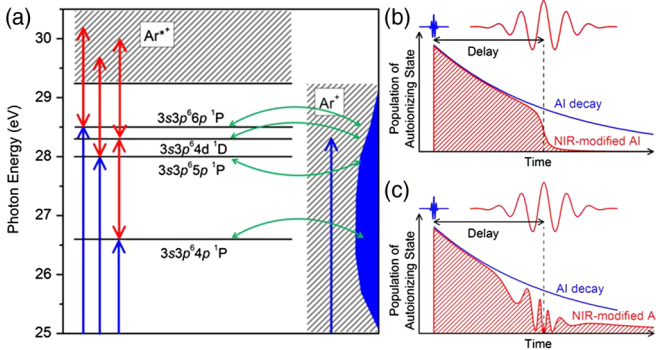 (a)
Photon Energy (eV)
30
29
28
27
26
25
Ar*+
Ar+
3s3p⁶6p ¹P
3s3p⁶4d ¹D
3s3p⁶5p ¹P
3s3p⁶4p ¹P
(b)
Population of
Autoionizing State
Delay
AI decay
NIR-modified AI
Time
(c)
Population of
Autoionizing State
Delay
AI decay
NIR-modified A
Time